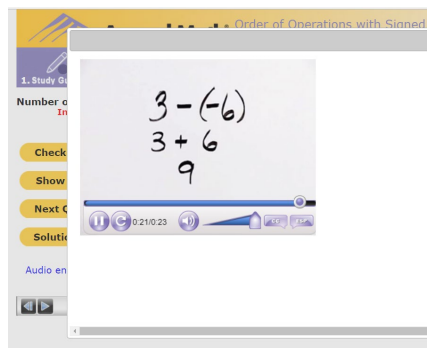 Order of Operations with Signed
1. Study
Number o
In
3 - (-6)
3 + 6
9
Check
Show
Next
Solutio
0:21/0:23
Audio en